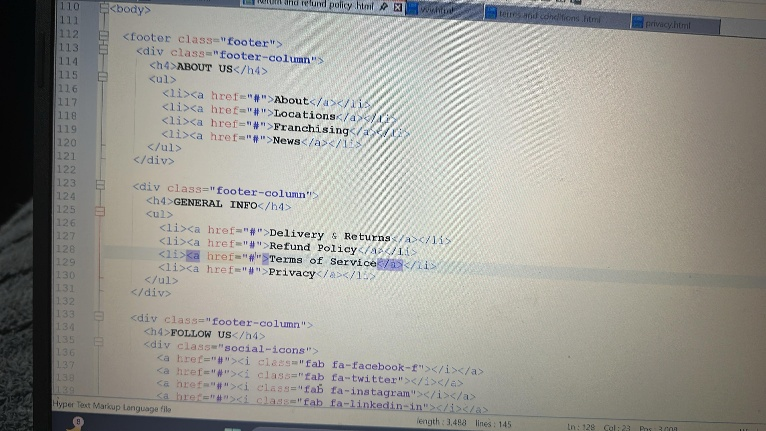 Return and refund policy.html
terms and conditions.html
privacy.html
110 <body>
111
112 <footer class="footer">
113 <div class="footer-column">
114 <h4>ABOUT US</h4>
115 <ul>
116 <li><a href="#">About</a></li>
117 <li><a href="#">Locations</a></li>
118 <li><a href="#">Franchising</a></li>
119 <li><a href="#">News</a></li>
120 </ul>
121 </div>
122
123 <div class="footer-column">
124 <h4>GENERAL INFO</h4>
125 <ul>
126 <li><a href="#">Delivery & Returns</a></li>
127 <li><a href="#">Refund Policy</a></li>
128 <li><a href="#">Terms of Service</a></li>
129 <li><a href="#">Privacy</a></li>
130 </ul>
131 </div>
132
133 <div class="footer-column">
134 <h4>FOLLOW US</h4>
135 <div class="social-icons">
136 <a href="#"><i class="fab fa-facebook-f"></i></a>
137 <a href="#"><i class="fab fa-twitter"></i></a>
138 <a href="#"><i class="fab fa-instagram"></i></a>
139 <a href="#"><i class="fab fa-linkedin-in"></i></a>
Hyper Text Markup Language file
length : 3,488 lines : 145
Ln : 128 Col : 23